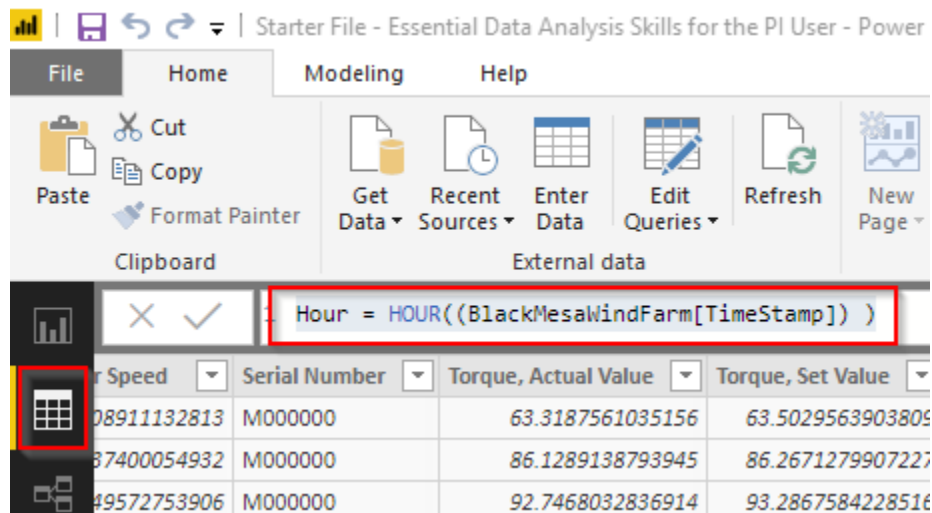 Starter File - Essential Data Analysis Skills for the PI User - Power
File Home Modeling Help
Cut
Copy
Format Painter
Paste
Get Data
Recent Sources
Enter Data
Edit Queries
Refresh
New Page
Clipboard External data
1 Hour = HOUR((BlackMesaWindFarm[TimeStamp]) )
r Speed Serial Number Torque, Actual Value Torque, Set Value
08911132813 M000000 63.3187561035156 63.5029563903809
37400054932 M000000 86.1289138793945 86.2671279907227
49572753906 M000000 92.7468032836914 93.2867584228516